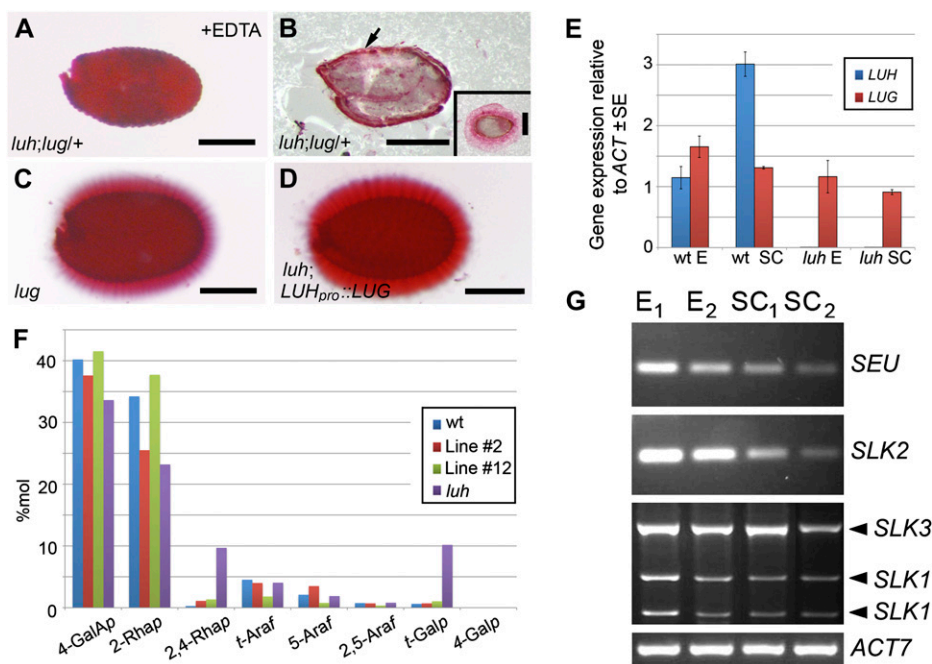 A
+EDTA
luh;lug/+
B
luh;lug/+
C
lug
D
luh;
LUHpro::LUG
E
Gene expression relative
to ACT ±SE
3
2
1
0
LUH
LUG
wt E
wt SC
luh E
luh SC
F
%mol
40
30
20
10
0
wt
Line #2
Line #12
luh
4-GalAp
2-Rhap
2,4-Rhap
t-Araf
5-Araf
2,5-Araf
t-Galp
4-Galp
G
E1 E2 SC1 SC2
SEU
SLK2
SLK3
SLK1
SLK1
ACT7